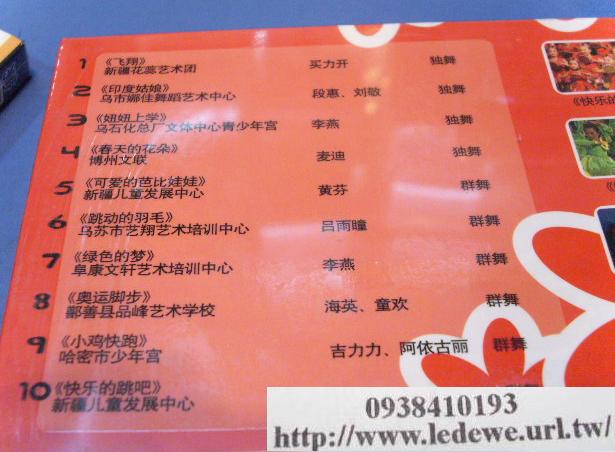 1 《飞翔》 买力开 独舞
新疆花蕊艺术团
2 《印度姑娘》 段惠、刘敬 独舞
乌市娜佳舞蹈艺术中心
3 《妞妞上学》 李燕 独舞
乌石化总厂文体中心青少年宫
4 《春天的花朵》 麦迪 独舞
博州文联
5 《可爱的芭比娃娃》 黄芬 群舞
新疆儿童发展中心
6 《跳动的羽毛》 吕雨瞳 群舞
乌苏市艺翔艺术培训中心
7 《绿色的梦》 李燕 群舞
阜康文轩艺术培训中心
8 《奥运脚步》 海英、童欢 群舞
鄯善县品峰艺术学校
9 《小鸡快跑》 吉力力、阿依古丽 群舞
哈密市少年宫
10 《快乐的跳吧》
新疆儿童发展中心
《快乐的
0938410193
http://www.ledewe.url.tw/